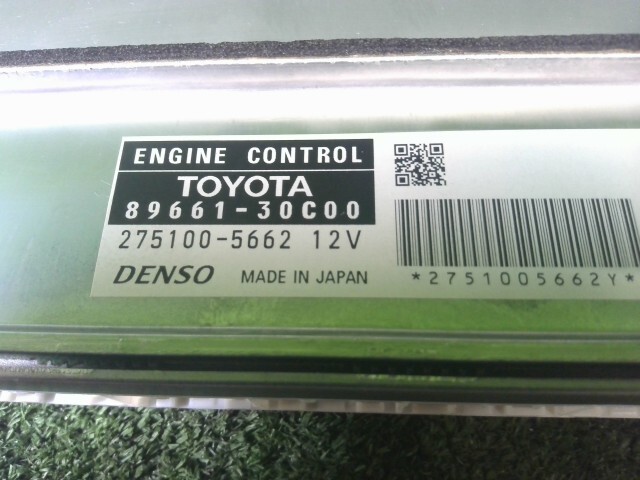 ENGINE CONTROL
TOYOTA
89661-30C00
275100-5662 12V
DENSO MADE IN JAPAN
*2751005662Y*